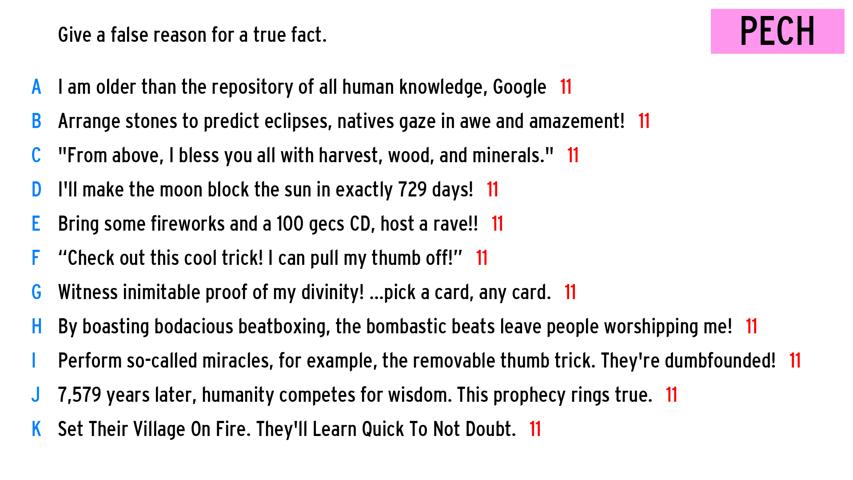 Give a false reason for a true fact.
PECH
A I am older than the repository of all human knowledge, Google 11
B Arrange stones to predict eclipses, natives gaze in awe and amazement! 11
C "From above, I bless you all with harvest, wood, and minerals." 11
D I'll make the moon block the sun in exactly 729 days! 11
E Bring some fireworks and a 100 gecs CD, host a rave!! 11
F “Check out this cool trick! I can pull my thumb off!” 11
G Witness inimitable proof of my divinity! ...pick a card, any card. 11
H By boasting bodacious beatboxing, the bombastic beats leave people worshipping me! 11
I Perform so-called miracles, for example, the removable thumb trick. They're dumbfounded! 11
J 7,579 years later, humanity competes for wisdom. This prophecy rings true. 11
K Set Their Village On Fire. They'll Learn Quick To Not Doubt. 11